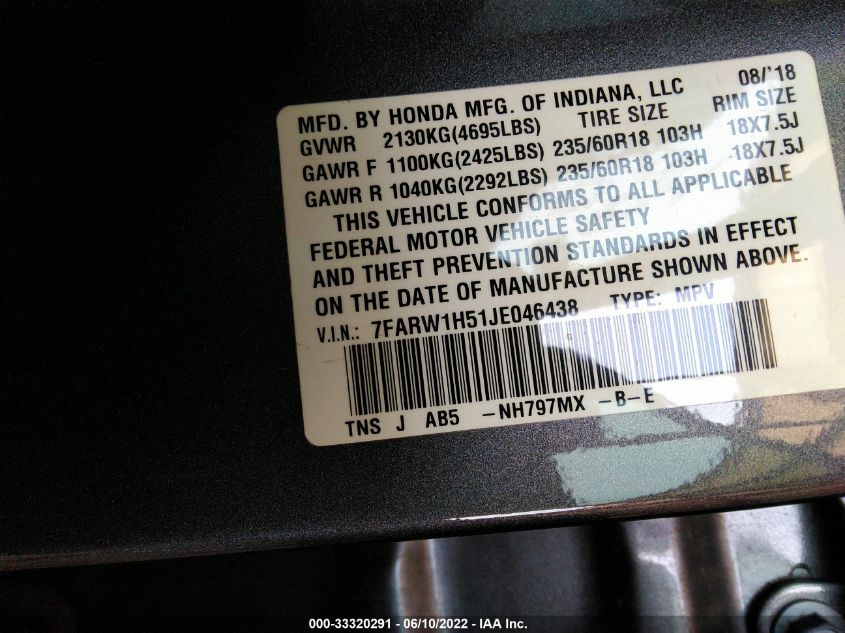 MFD. BY HONDA MFG. OF INDIANA, LLC 08/'18
GVWR 2130KG(4695LBS) TIRE SIZE RIM SIZE
GAWR F 1100KG(2425LBS) 235/60R18 103H 18X7.5J
GAWR R 1040KG(2292LBS) 235/60R18 103H 18X7.5J
THIS VEHICLE CONFORMS TO ALL APPLICABLE
FEDERAL MOTOR VEHICLE SAFETY
AND THEFT PREVENTION STANDARDS IN EFFECT
ON THE DATE OF MANUFACTURE SHOWN ABOVE.
V.I.N.: 7FARW1H51JE046438 TYPE: MPV
TNS J AB5 -NH797MX -B-E
000-33320291 - 06/10/2022 - IAA Inc.